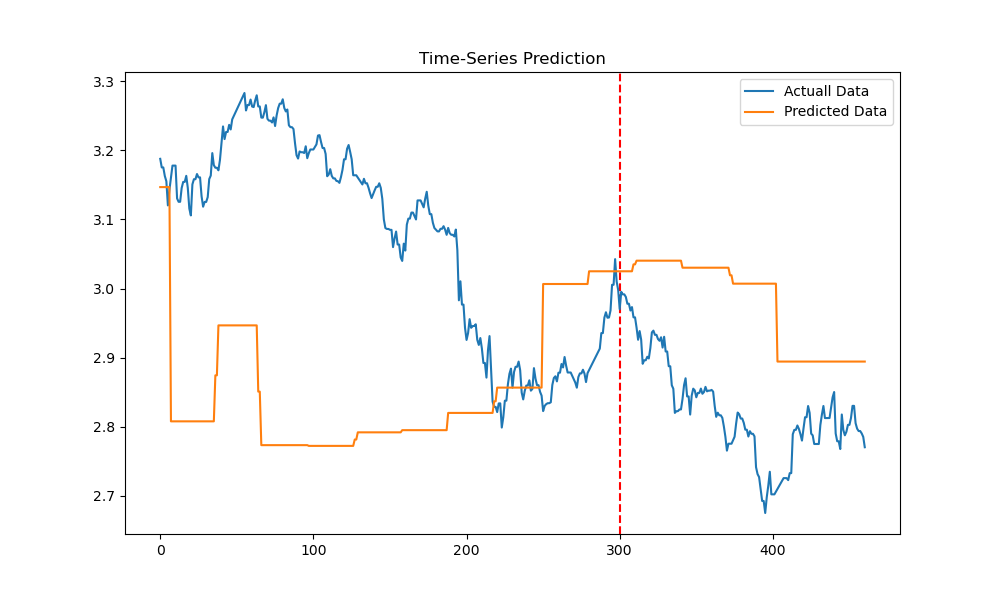 Time-Series Prediction
Actuall Data
Predicted Data
3.3
3.2
3.1
3.0
2.9
2.8
2.7
0 100 200 300 400